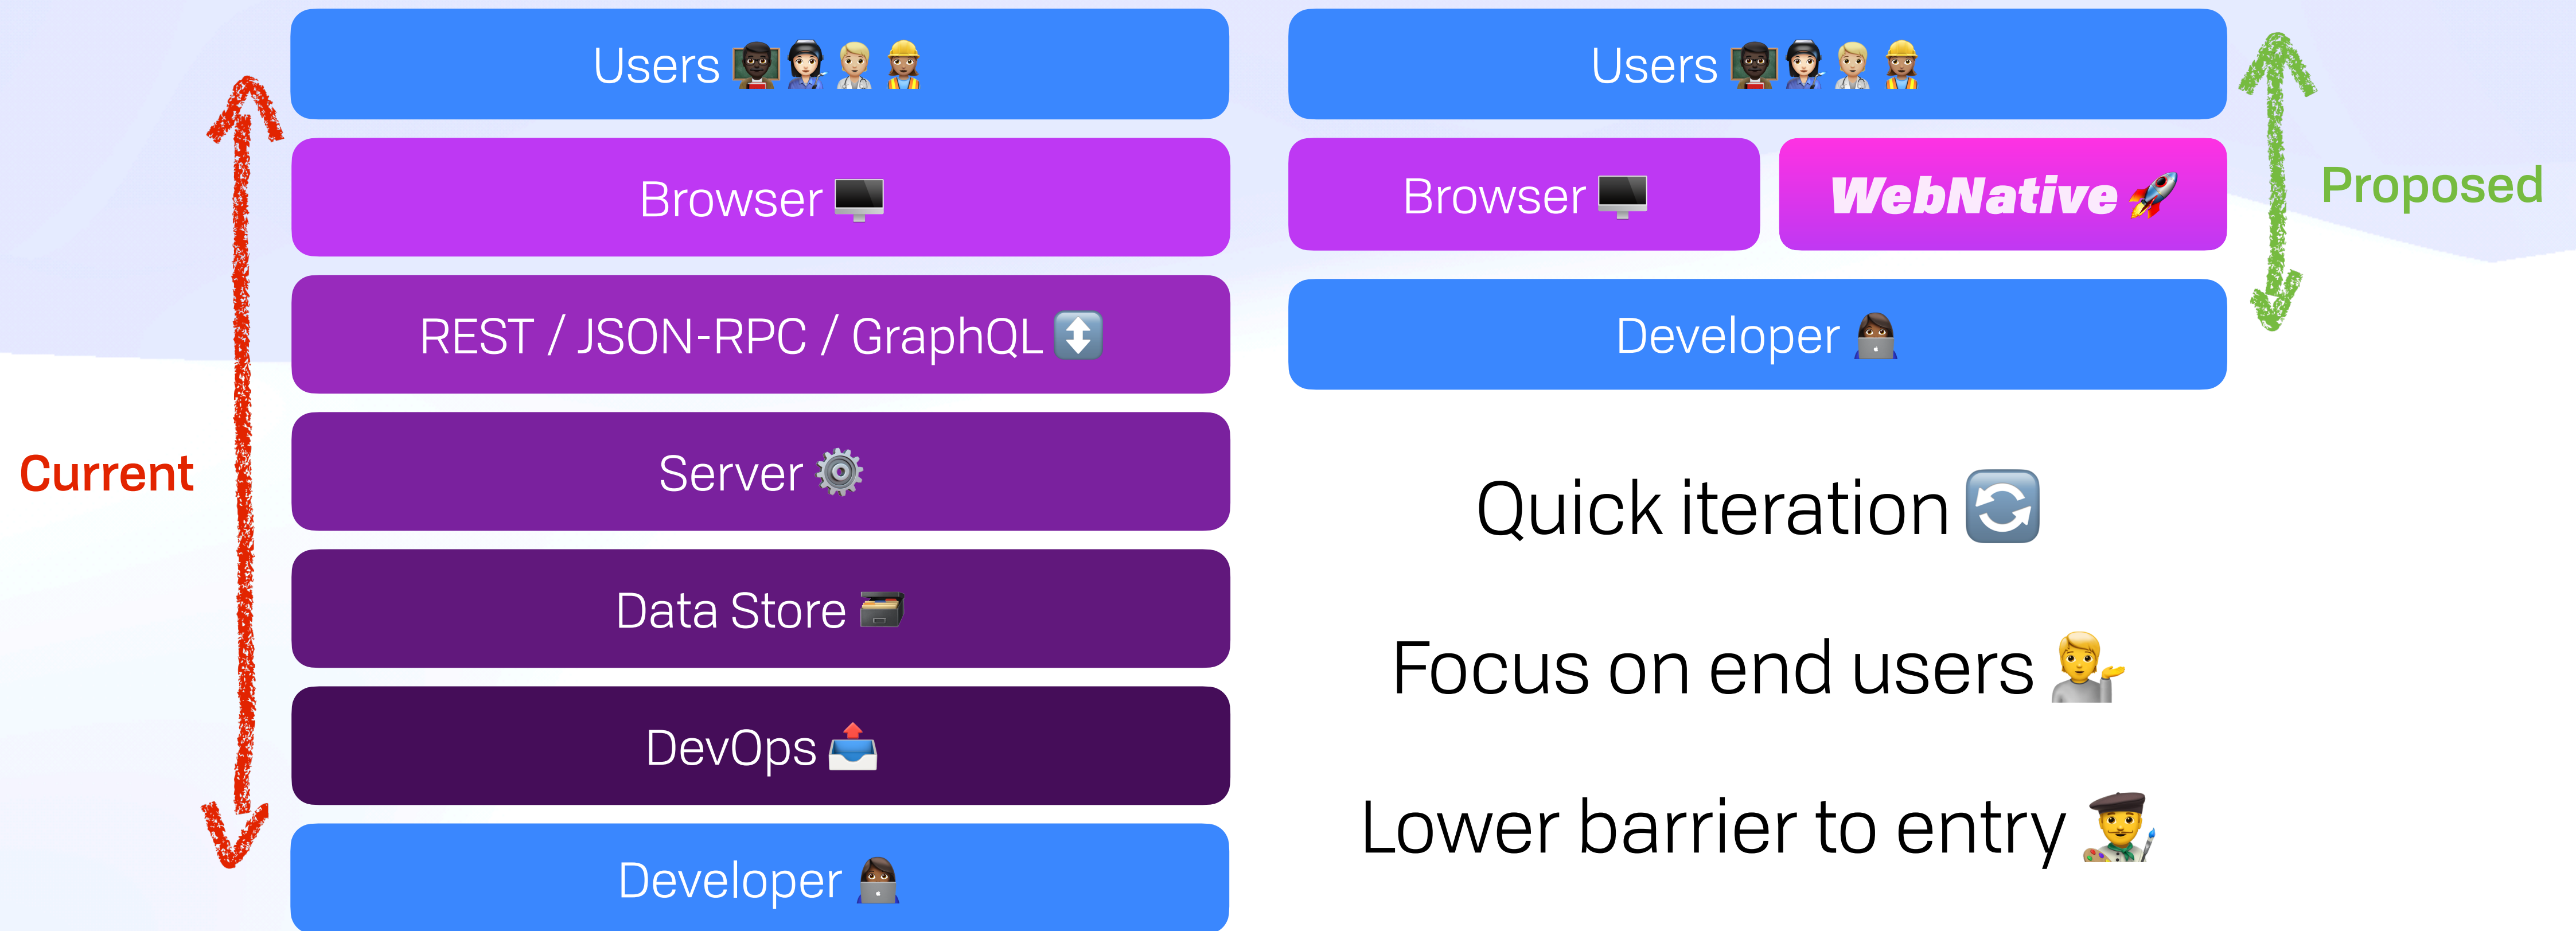 Current
Users 👨🏿‍🏫👩🏻‍🏭🧑🏼‍⚕️👷🏽‍♀️
Browser 🖥️
REST / JSON-RPC / GraphQL ↕️
Server ⚙️
Data Store 🗃️
DevOps 📤
Developer 👩🏾‍💻
Users 👨🏿‍🏫👩🏻‍🏭🧑🏼‍⚕️👷🏽‍♀️
Browser 🖥️
WebNative 🚀
Developer 👩🏾‍💻
Proposed
Quick iteration 🔄
Focus on end users 💁
Lower barrier to entry 👨‍🎨